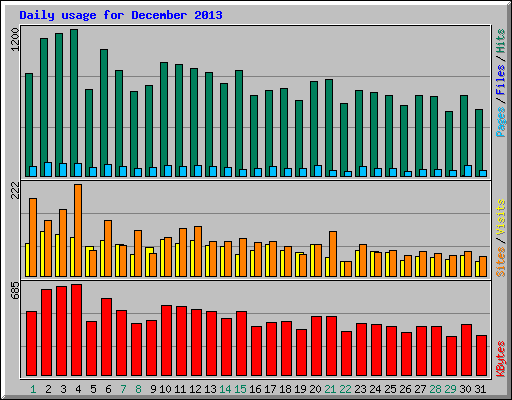 Daily usage for December 2013
1200
Pages / Files / Hits
222
Sites / Visits
685
KBytes
1 2 3 4 5 6 7 8 9 10 11 12 13 14 15 16 17 18 19 20 21 22 23 24 25 26 27 28 29 30 31